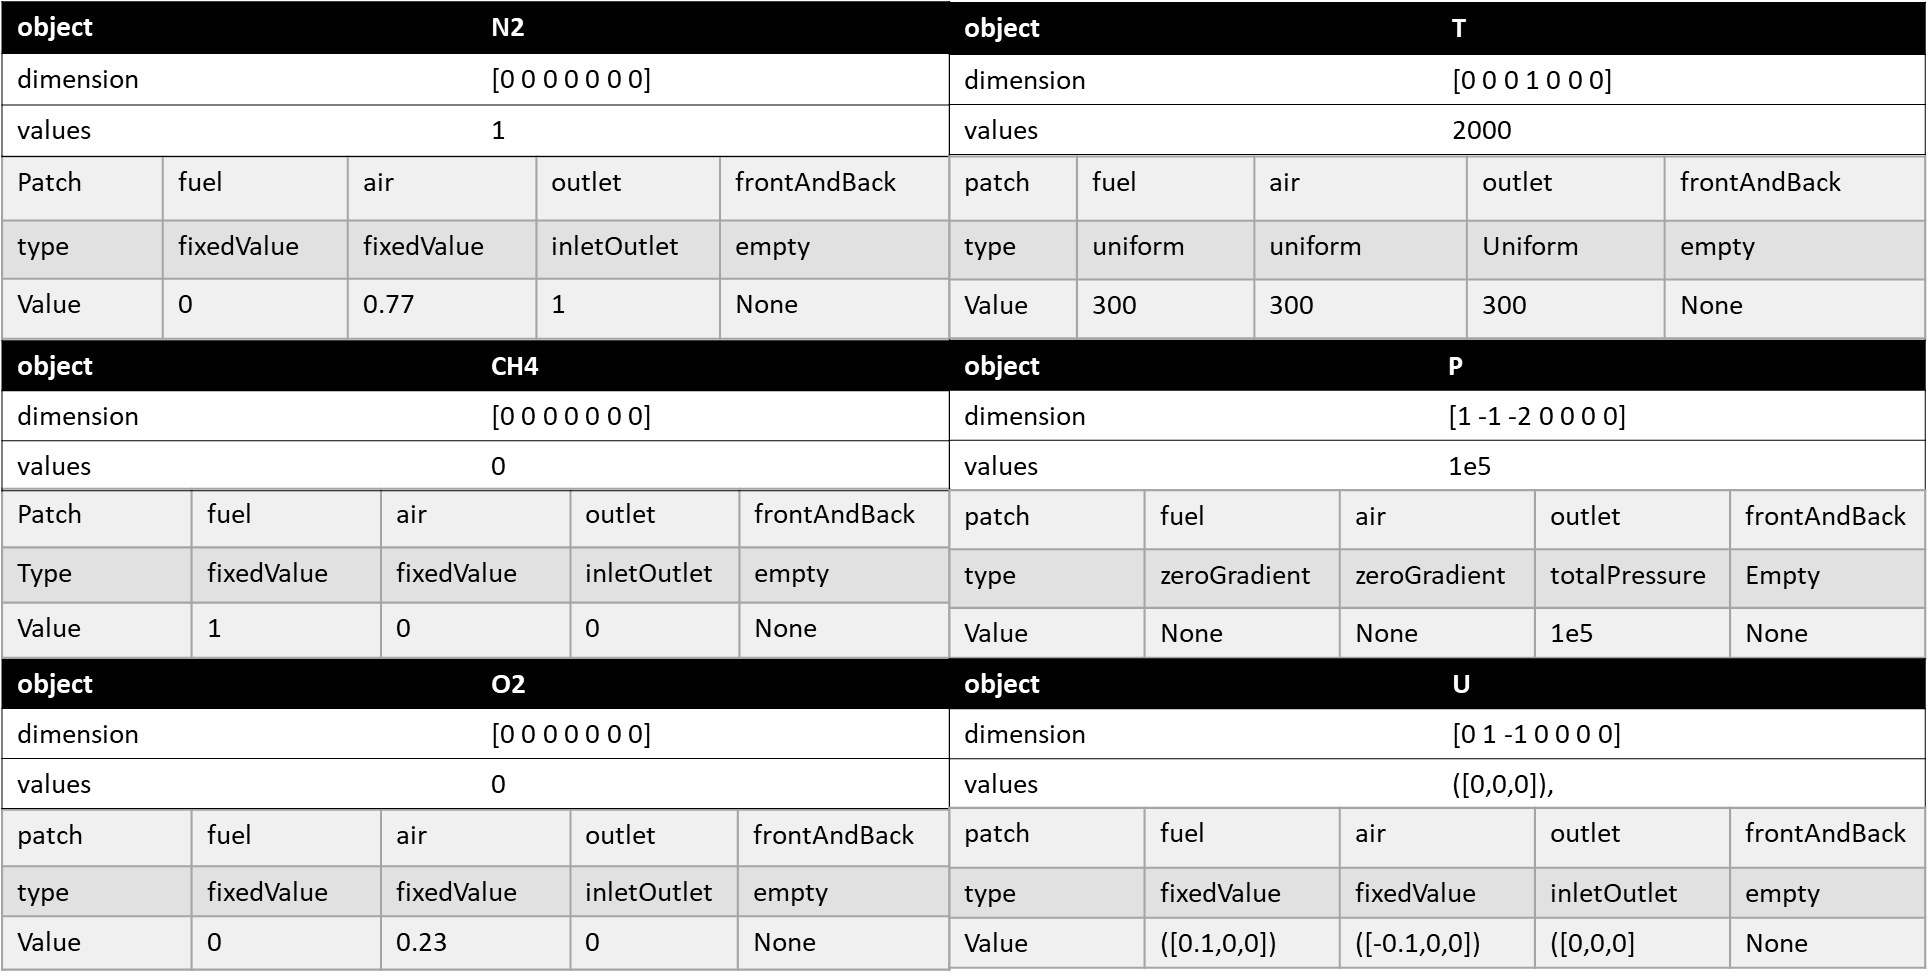 object N2
dimension [0 0 0 0 0 0 0]
values 1
Patch fuel air outlet frontAndBack
type fixedValue fixedValue inletOutlet empty
Value 0 0.77 1 None
object T
dimension [0 0 0 1 0 0 0]
values 2000
patch fuel air outlet frontAndBack
type uniform uniform Uniform empty
Value 300 300 300 None
object CH4
dimension [0 0 0 0 0 0 0]
values 0
Patch fuel air outlet frontAndBack
Type fixedValue fixedValue inletOutlet empty
Value 1 0 0 None
object P
dimension [1 -1 -2 0 0 0 0]
values 1e5
patch fuel air outlet frontAndBack
type zeroGradient zeroGradient totalPressure Empty
Value None None 1e5 None
object O2
dimension [0 0 0 0 0 0 0]
values 0
patch fuel air outlet frontAndBack
type fixedValue fixedValue inletOutlet empty
Value 0 0.23 0 None
object U
dimension [0 1 -1 0 0 0 0]
values ([0,0,0]),
patch fuel air outlet frontAndBack
type fixedValue fixedValue inletOutlet empty
Value ([0.1,0,0]) ([-0.1,0,0]) ([0,0,0] None